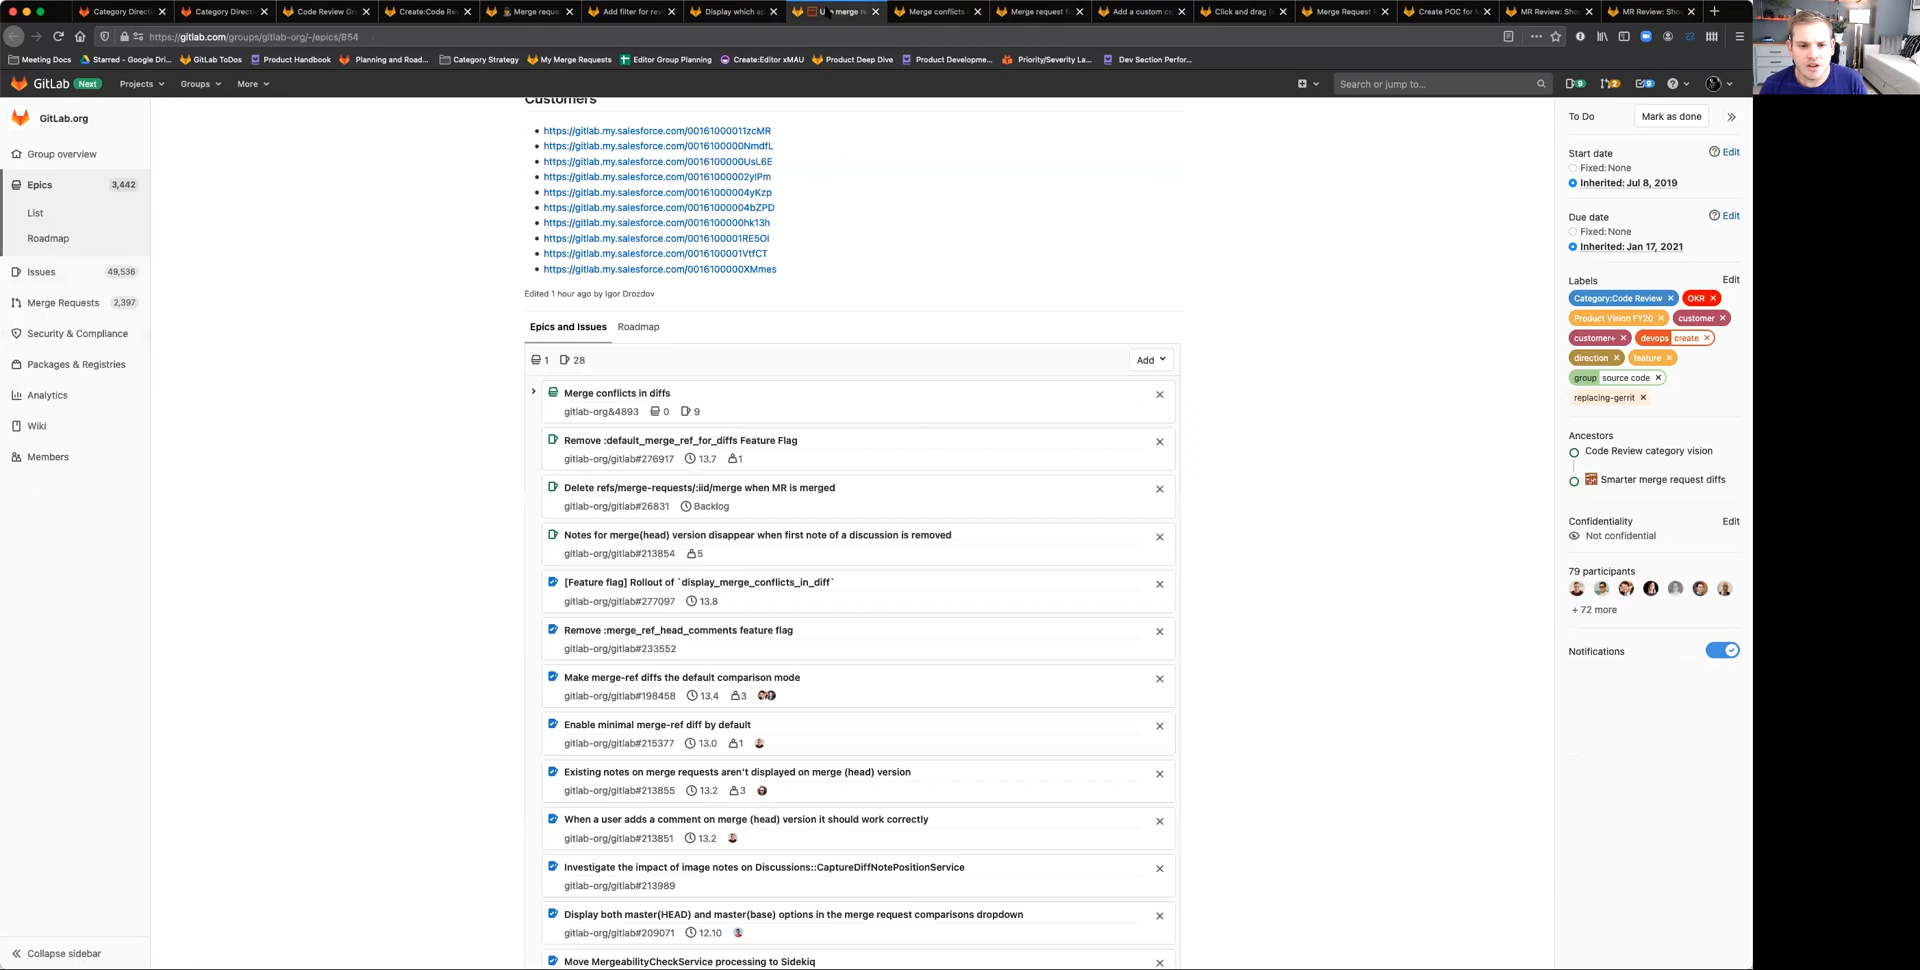 Category Directi
Category Directi
Code Review Gr
Create:Code Rev
Merge reque
Add filter for rev
Display which ap
Us merge re
Merge conflicts
Merge request f
Add a custom co
Click and drag (
Merge Request R
Create POC for M
MR Review: Sho
MR Review: Sho
https://gitlab.com/groups/gitlab-org/-/epics/854
Meeting Docs
Starred - Google Dri...
GitLab ToDos
Product Handbook
Planning and Road...
Category Strategy
My Merge Requests
Editor Group Planning
Create:Editor xMAU
Product Deep Dive
Product Developme...
Priority/Severity La...
Dev Section Perfor...
GitLab Next
Projects
Groups
More
Search or jump to...
9
2
9
GitLab.org
Group overview
Epics 3,442
List
Roadmap
Issues 49,536
Merge Requests 2,397
Security & Compliance
Packages & Registries
Analytics
Wiki
Members
Collapse sidebar
Customers
https://gitlab.my.salesforce.com/00161000011zcMR
https://gitlab.my.salesforce.com/0016100000NmdfL
https://gitlab.my.salesforce.com/0016100000UsL6E
https://gitlab.my.salesforce.com/00161000002ylPm
https://gitlab.my.salesforce.com/00161000004yKzp
https://gitlab.my.salesforce.com/00161000004bZPD
https://gitlab.my.salesforce.com/0016100000hk13h
https://gitlab.my.salesforce.com/0016100001RE5Ol
https://gitlab.my.salesforce.com/0016100001VtfCT
https://gitlab.my.salesforce.com/0016100000XMmes
Edited 1 hour ago by Igor Drozdov
Epics and Issues
Roadmap
1 28
Add
Merge conflicts in diffs
gitlab-org&4893 0 9
Remove :default_merge_ref_for_diffs Feature Flag
gitlab-org/gitlab#276917 13.7 1
Delete refs/merge-requests/:iid/merge when MR is merged
gitlab-org/gitlab#26831 Backlog
Notes for merge(head) version disappear when first note of a discussion is removed
gitlab-org/gitlab#213854 5
[Feature flag] Rollout of `display_merge_conflicts_in_diff`
gitlab-org/gitlab#277097 13.8
Remove :merge_ref_head_comments feature flag
gitlab-org/gitlab#233552
Make merge-ref diffs the default comparison mode
gitlab-org/gitlab#198458 13.4 3
Enable minimal merge-ref diff by default
gitlab-org/gitlab#215377 13.0 1
Existing notes on merge requests aren't displayed on merge (head) version
gitlab-org/gitlab#213855 13.2 3
When a user adds a comment on merge (head) version it should work correctly
gitlab-org/gitlab#213851 13.2
Investigate the impact of image notes on Discussions::CaptureDiffNotePositionService
gitlab-org/gitlab#213989
Display both master(HEAD) and master(base) options in the merge request comparisons dropdown
gitlab-org/gitlab#209071 12.10
Move MergeabilityCheckService processing to Sidekiq
To Do
Mark as done
Start date Edit
Fixed: None
Inherited: Jul 8, 2019
Due date Edit
Fixed: None
Inherited: Jan 17, 2021
Labels Edit
Category:Code Review
OKR
Product Vision FY20
customer
customer+
devops create
direction
feature
group source code
replacing-gerrit
Ancestors
Code Review category vision
Smarter merge request diffs
Confidentiality Edit
Not confidential
79 participants
+ 72 more
Notifications